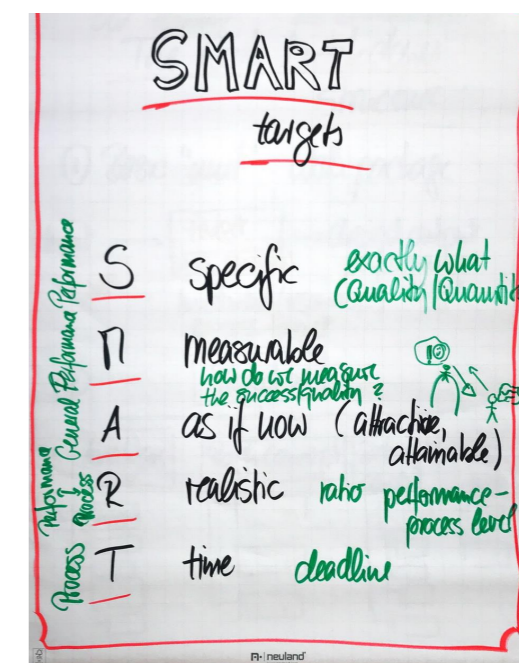 SMART
targets
S specific exactly what
(Quality/Quantit
M measurable
how do we measure
the success/quality?
A as if now (attractive,
attainable)
R realistic ratio performance-
process level
T time deadline
Performance
General Performance
Performance
Process
Process
neuland